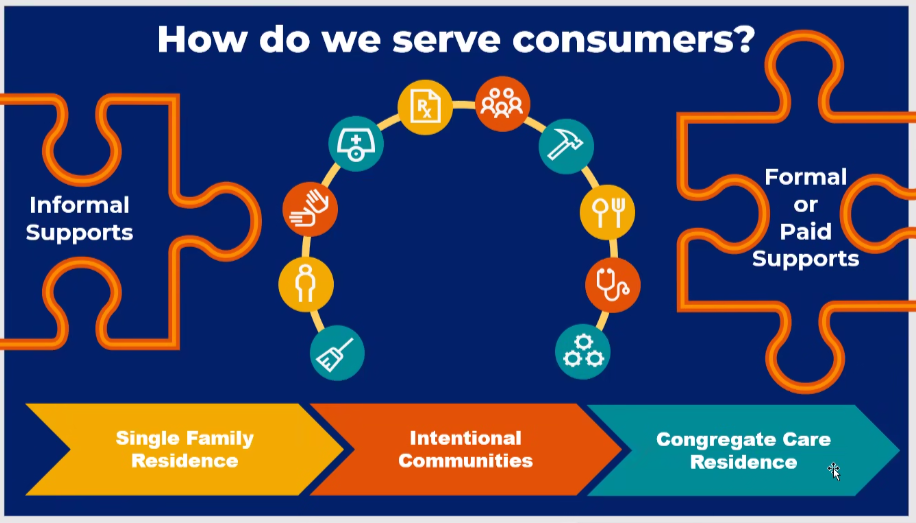 How do we serve consumers?
Rx
Informal
Supports
Formal
or
Paid
Supports
Single Family
Residence
Intentional
Communities
Congregate Care
Residence